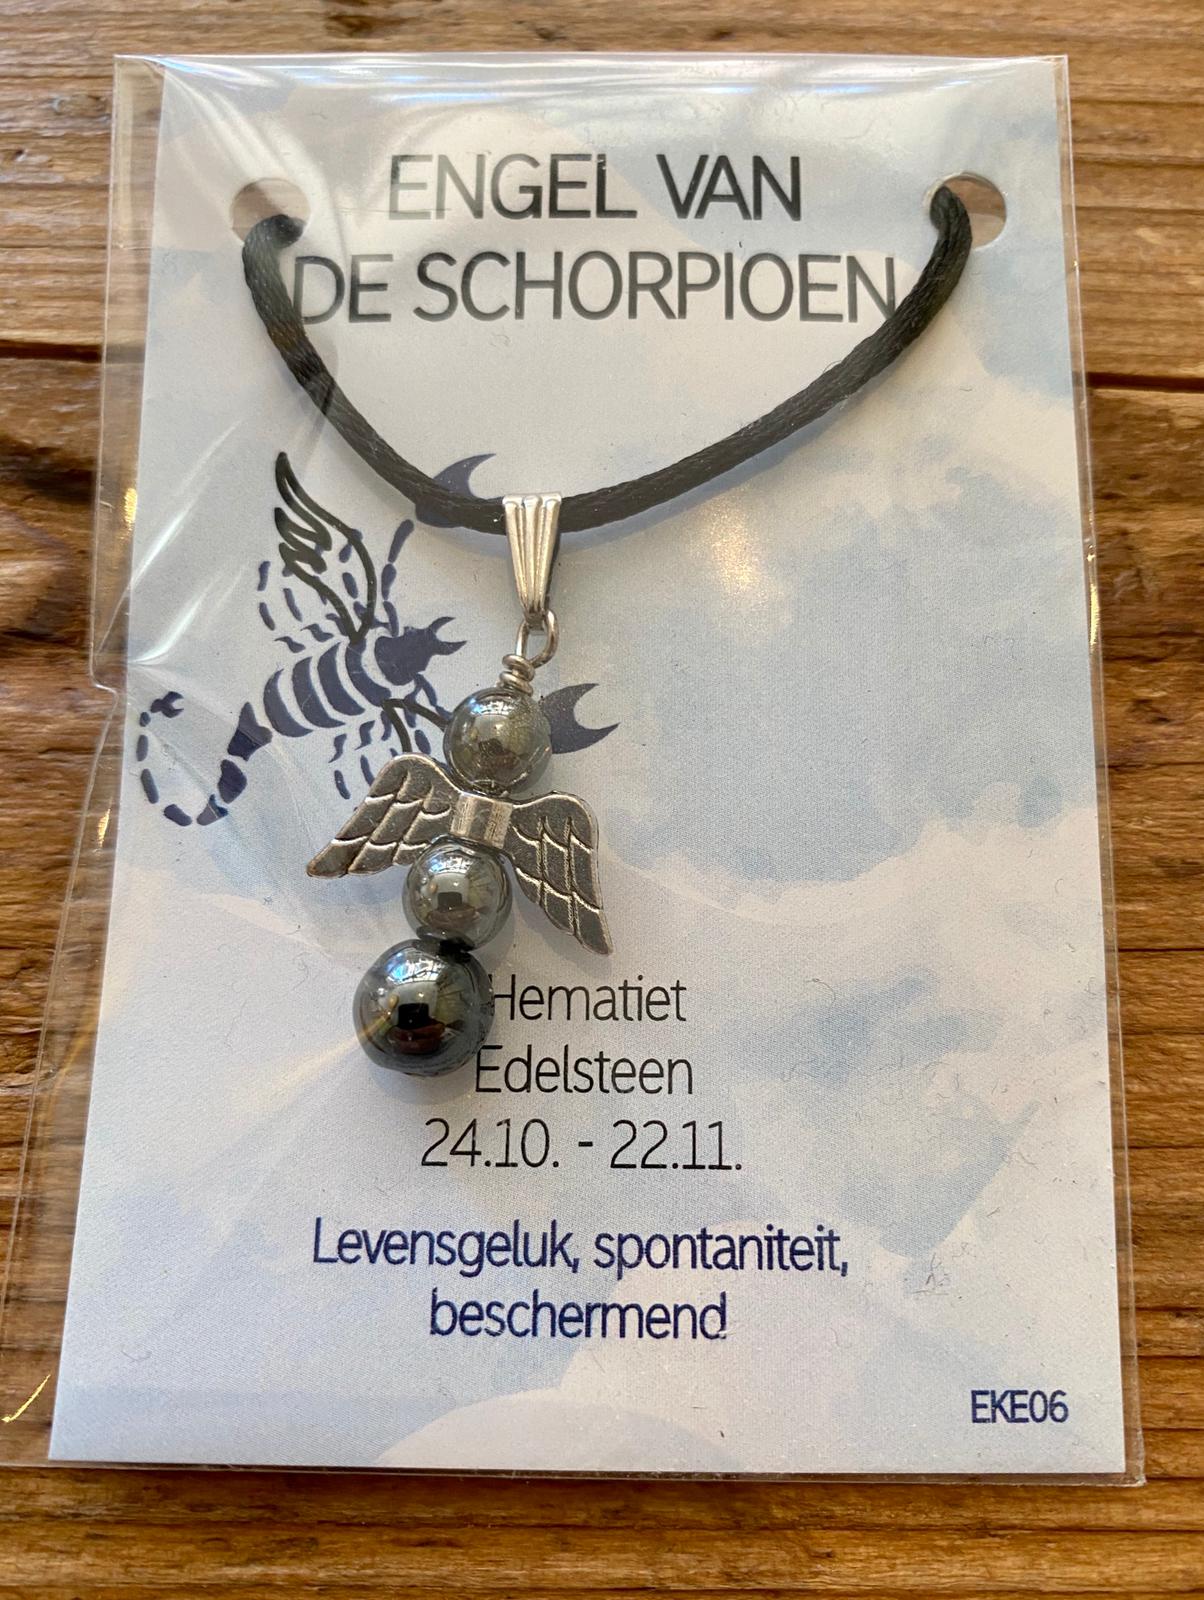 ENGEL VAN
DE SCHORPIOEN
Hematiet
Edelsteen
24.10. - 22.11.
Levensgeluk, spontaniteit,
beschermend
EKE06